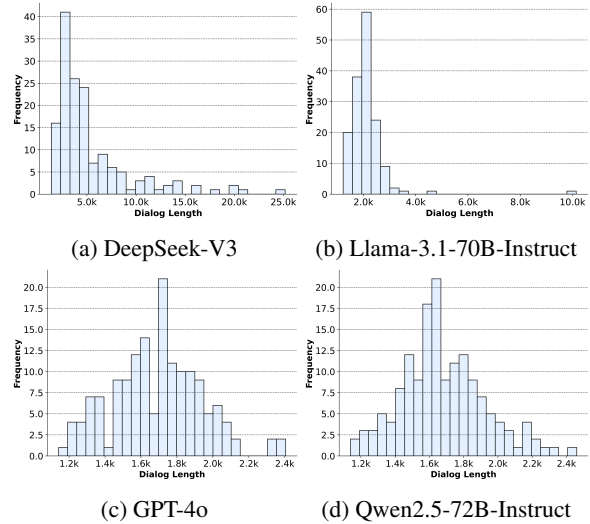 40
35
30
25
20
15
10
5
0
Frequency
5.0k 10.0k 15.0k 20.0k 25.0k
Dialog Length
(a) DeepSeek-V3
60
50
40
30
20
10
0
Frequency
2.0k 4.0k 6.0k 8.0k 10.0k
Dialog Length
(b) Llama-3.1-70B-Instruct
20.0
17.5
15.0
12.5
10.0
7.5
5.0
2.5
0.0
Frequency
1.2k 1.4k 1.6k 1.8k 2.0k 2.2k 2.4k
Dialog Length
(c) GPT-4o
20.0
17.5
15.0
12.5
10.0
7.5
5.0
2.5
0.0
Frequency
1.2k 1.4k 1.6k 1.8k 2.0k 2.2k 2.4k
Dialog Length
(d) Qwen2.5-72B-Instruct